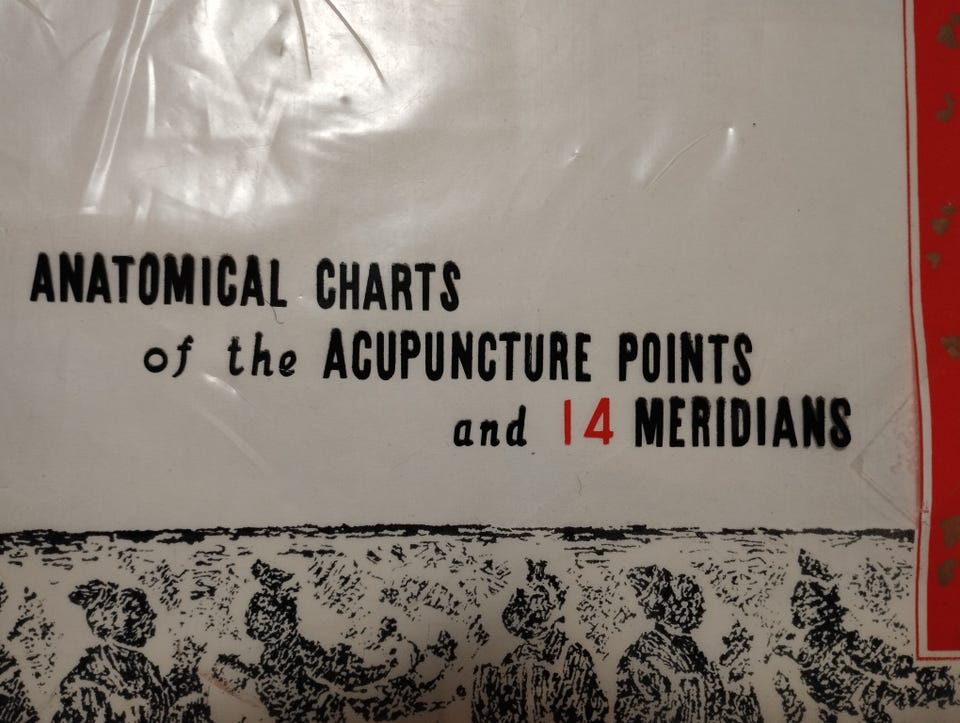 ANATOMICAL CHARTS
of the ACUPUNCTURE POINTS
and 14 MERIDIANS